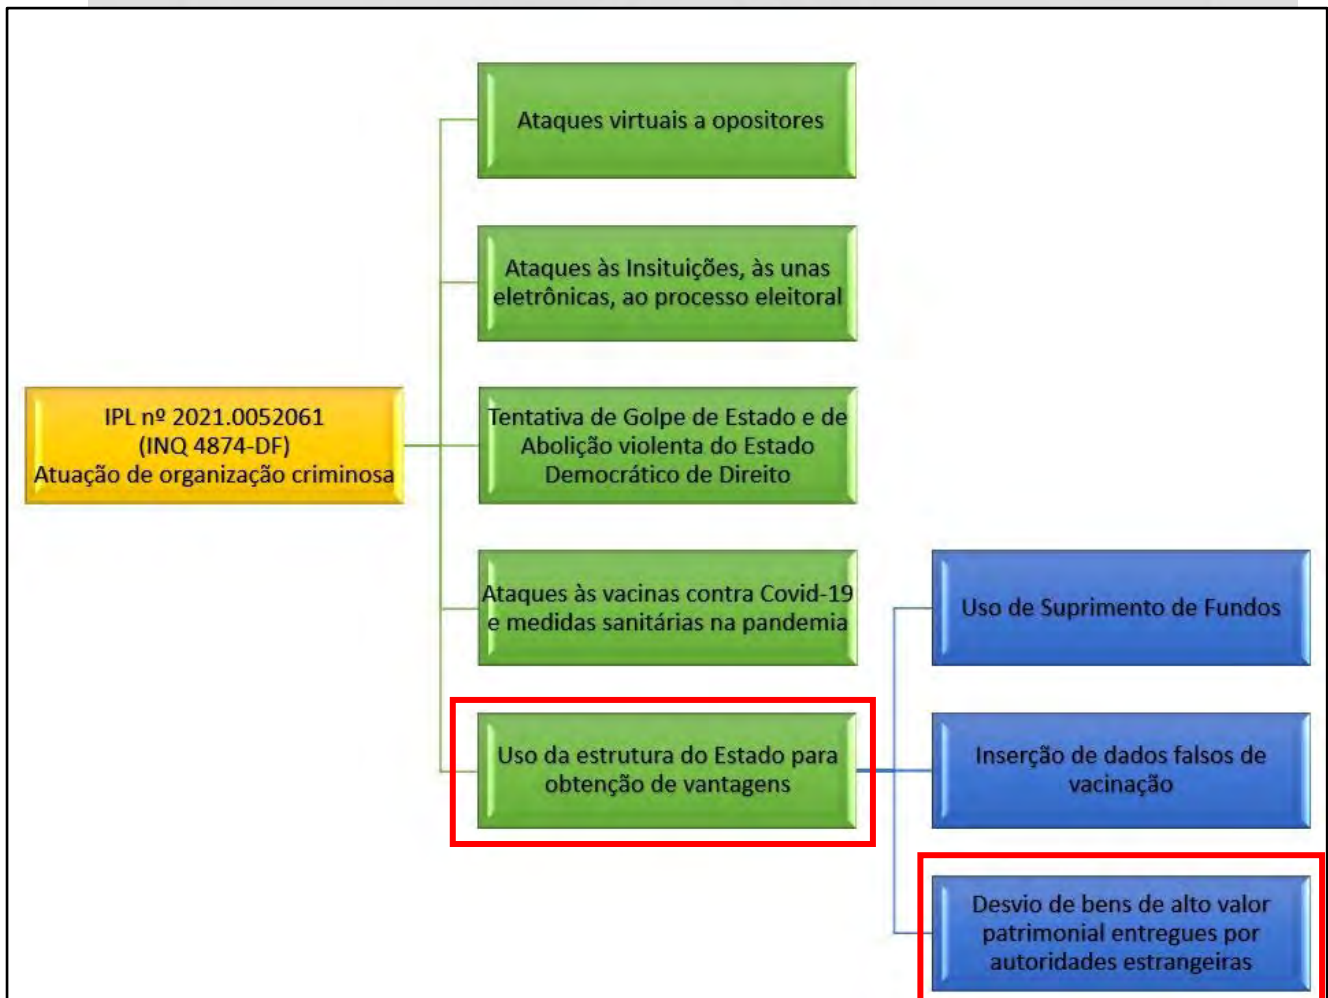 Ataques virtuais a opositores
Ataques às Insituições, às unas
eletrônicas, ao processo eleitoral
IPL nº 2021.0052061
(INQ 4874-DF)
Atuação de organização criminosa
Tentativa de Golpe de Estado e de
Abolição violenta do Estado
Democrático de Direito
Ataques às vacinas contra Covid-19
e medidas sanitárias na pandemia
Uso da estrutura do Estado para
obtenção de vantagens
Uso de Suprimento de Fundos
Inserção de dados falsos de
vacinação
Desvio de bens de alto valor
patrimonial entregues por
autoridades estrangeiras